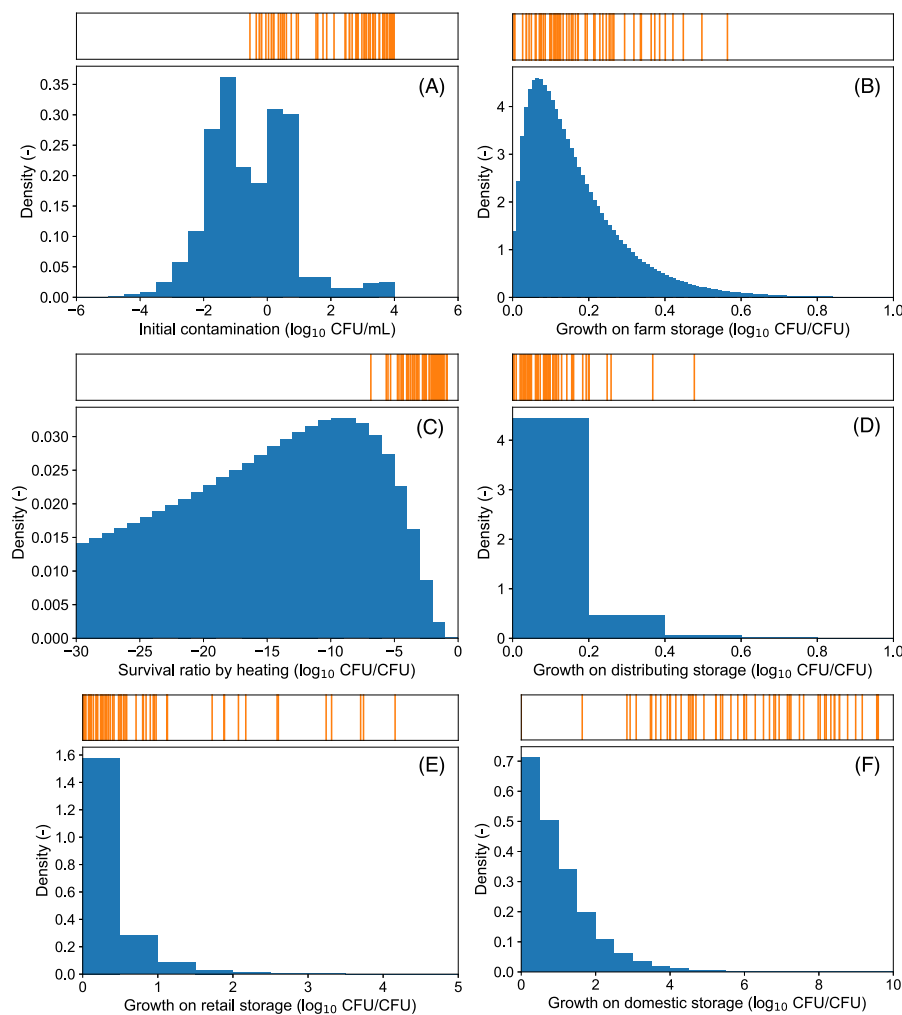 (A)
Density (-)
0.35
0.30
0.25
0.20
0.15
0.10
0.05
0.00
−6 −4 −2 0 2 4 6
Initial contamination (log10 CFU/mL)
(B)
Density (-)
4
3
2
1
0
0.0 0.2 0.4 0.6 0.8 1.0
Growth on farm storage (log10 CFU/CFU)
(C)
Density (-)
0.030
0.025
0.020
0.015
0.010
0.005
0.000
−30 −25 −20 −15 −10 −5 0
Survival ratio by heating (log10 CFU/CFU)
(D)
Density (-)
4
3
2
1
0
0.0 0.2 0.4 0.6 0.8 1.0
Growth on distributing storage (log10 CFU/CFU)
(E)
Density (-)
1.6
1.4
1.2
1.0
0.8
0.6
0.4
0.2
0.0
0 1 2 3 4 5
Growth on retail storage (log10 CFU/CFU)
(F)
Density (-)
0.7
0.6
0.5
0.4
0.3
0.2
0.1
0.0
0 2 4 6 8 10
Growth on domestic storage (log10 CFU/CFU)